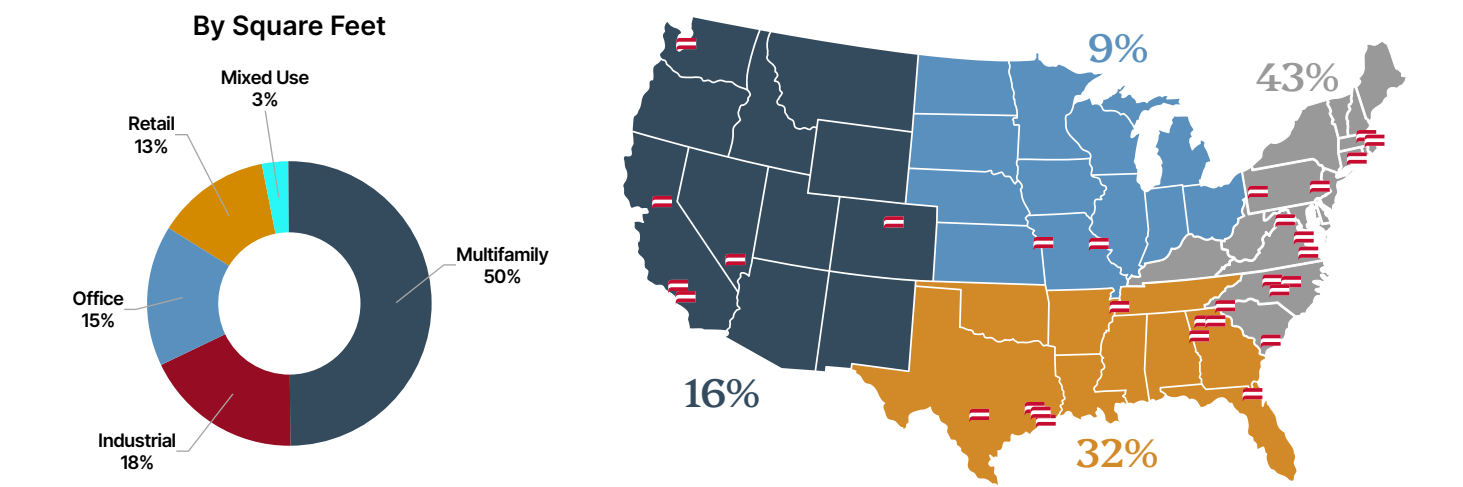 By Square Feet
Mixed Use
3%
Retail
13%
Multifamily
50%
Office
15%
Industrial
18%
9%
43%
16%
32%